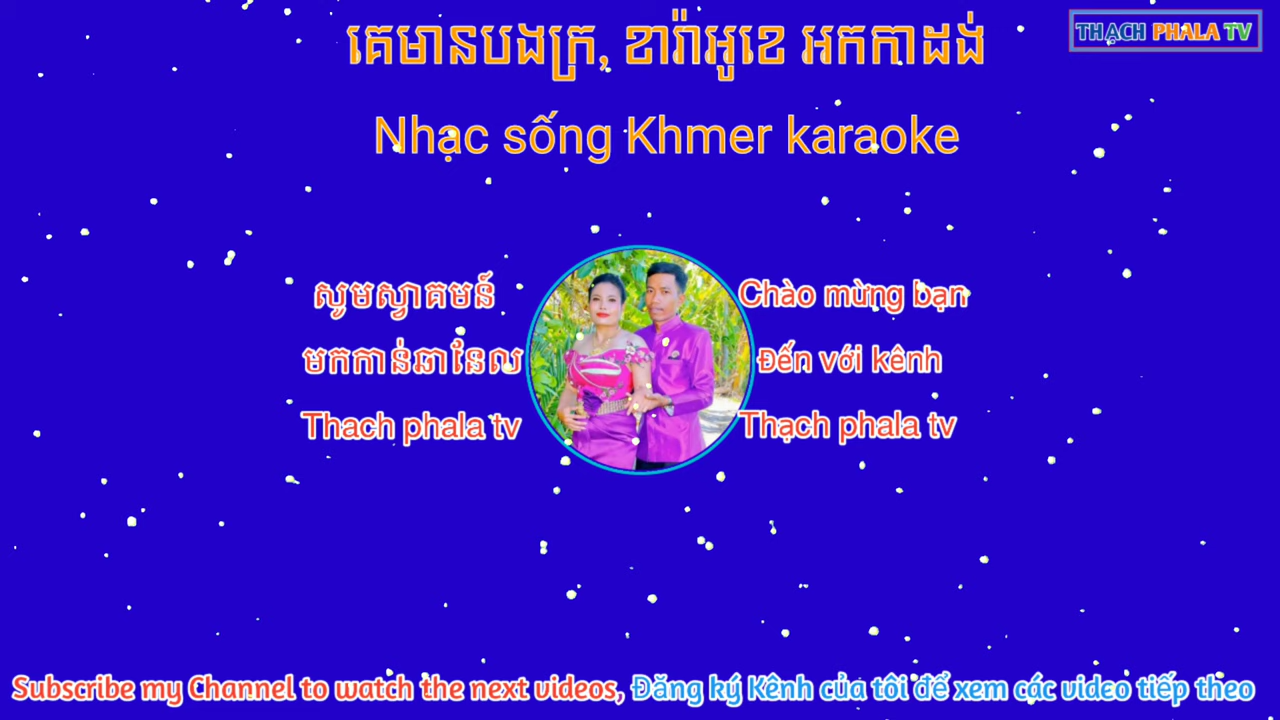 គេមានបងក្រ, ខារ៉ាអូខេ អកកាដង់
THACH PHALA TV
Nhạc sống Khmer karaoke
សូមស្វាគមន៍
មកកាន់ឆានែល
Thach phala tv
Chào mừng bạn
Đến với kênh
Thạch phala tv
Subscribe my Channel to watch the next videos, Đăng ký Kênh của tôi để xem các video tiếp theo